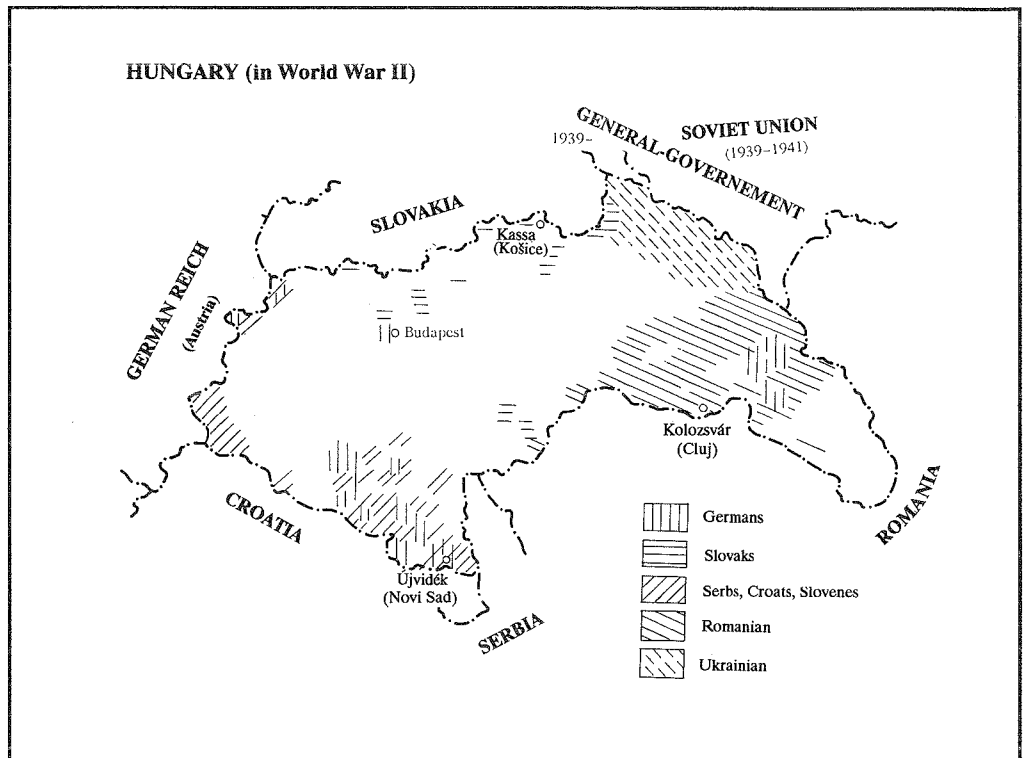 HUNGARY (in World War II)
1939–
GENERAL-GOVERNEMENT
SOVIET UNION
(1939–1941)
SLOVAKIA
Kassa
(Košice)
GERMAN REICH
(Austria)
Budapest
Kolozsvár
(Cluj)
CROATIA
ROMANIA
Újvidék
(Novi Sad)
SERBIA
Germans
Slovaks
Serbs, Croats, Slovenes
Romanian
Ukrainian